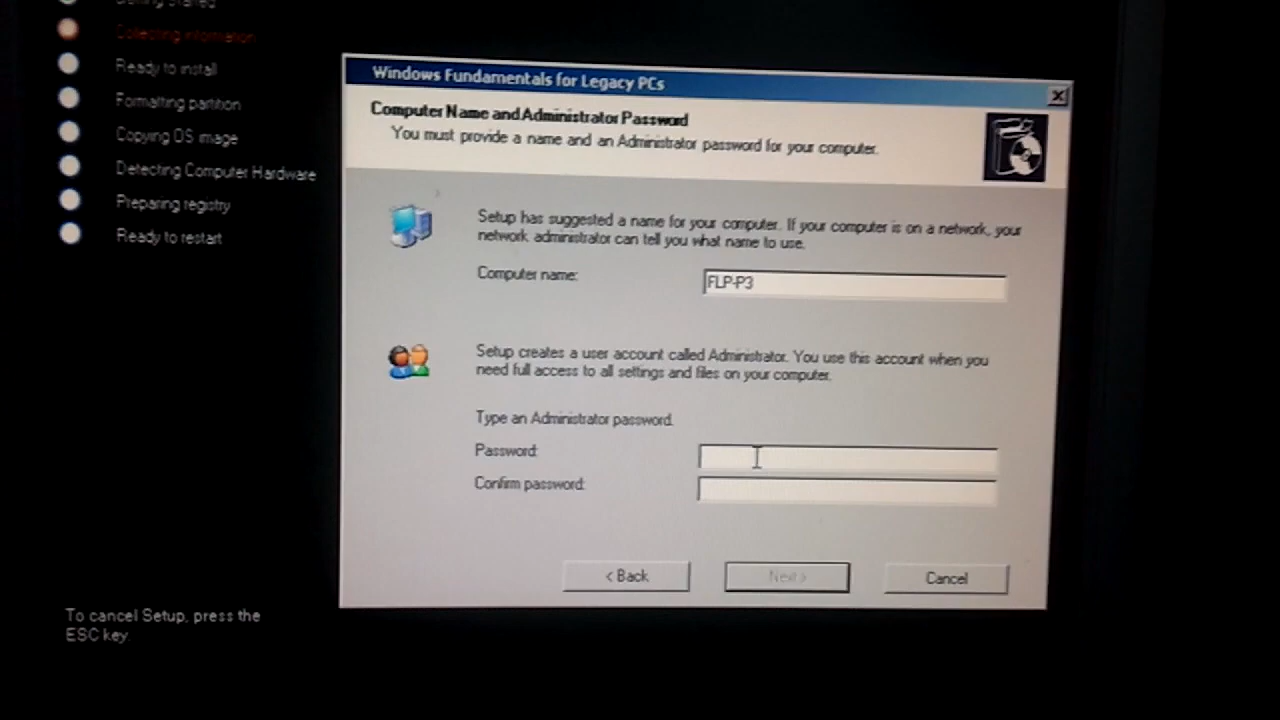 Getting started
Collecting information
Ready to install
Formatting partition
Copying OS image
Detecting Computer Hardware
Preparing registry
Ready to restart
To cancel Setup, press the
ESC key.
Windows Fundamentals for Legacy PCs
Computer Name and Administrator Password
You must provide a name and an Administrator password for your computer.
Setup has suggested a name for your computer. If your computer is on a network, your
network administrator can tell you what name to use.
Computer name: FLP-P3
Setup creates a user account called Administrator. You use this account when you
need full access to all settings and files on your computer.
Type an Administrator password.
Password:
Confirm password:
< Back Next > Cancel